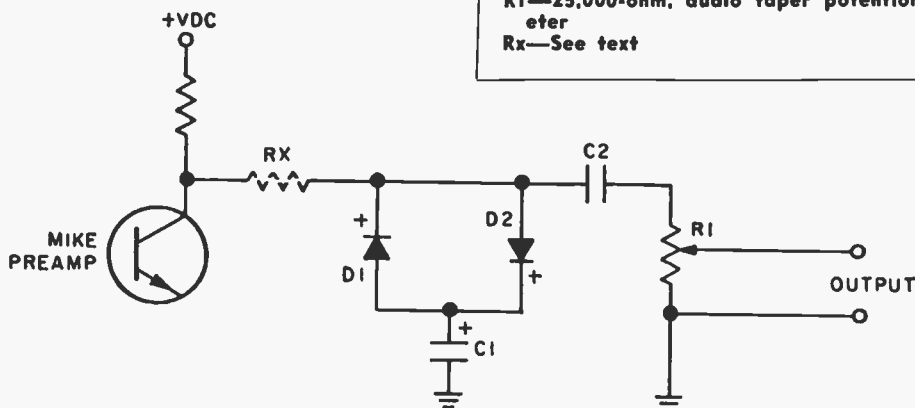 R1—25,000-ohm, audio taper potentiom-
eter
Rx—See text
+VDC
RX
C2
D2
+
R1
MIKE
PREAMP
D1
+
OUTPUT
+
C1